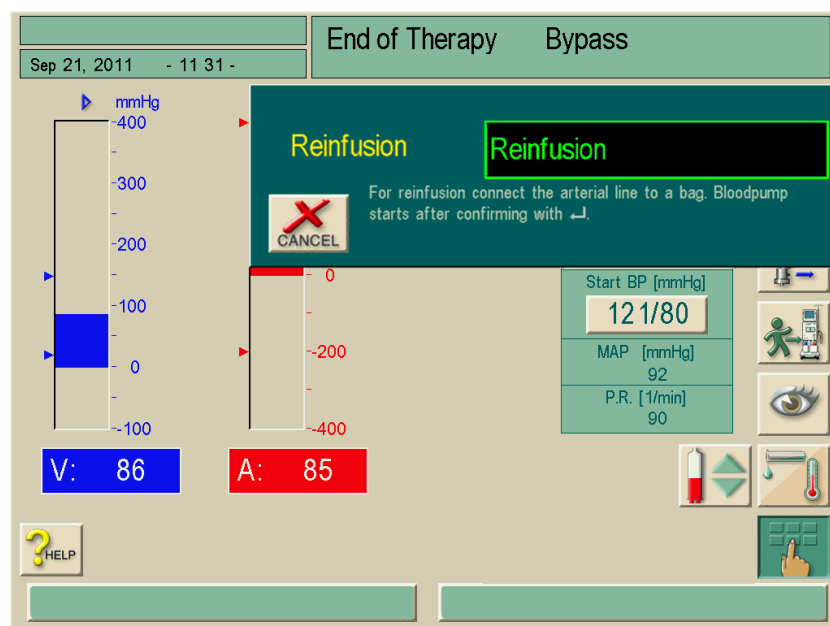 End of Therapy Bypass
Sep 21, 2011 - 11 31 -
mmHg
400
300
200
100
0
-100
V: 86
Reinfusion
Reinfusion
For reinfusion connect the arterial line to a bag. Bloodpump
starts after confirming with ↵.
CANCEL
0
-200
-400
A: 85
Start BP [mmHg]
121/80
MAP [mmHg]
92
P.R. [1/min]
90
HELP